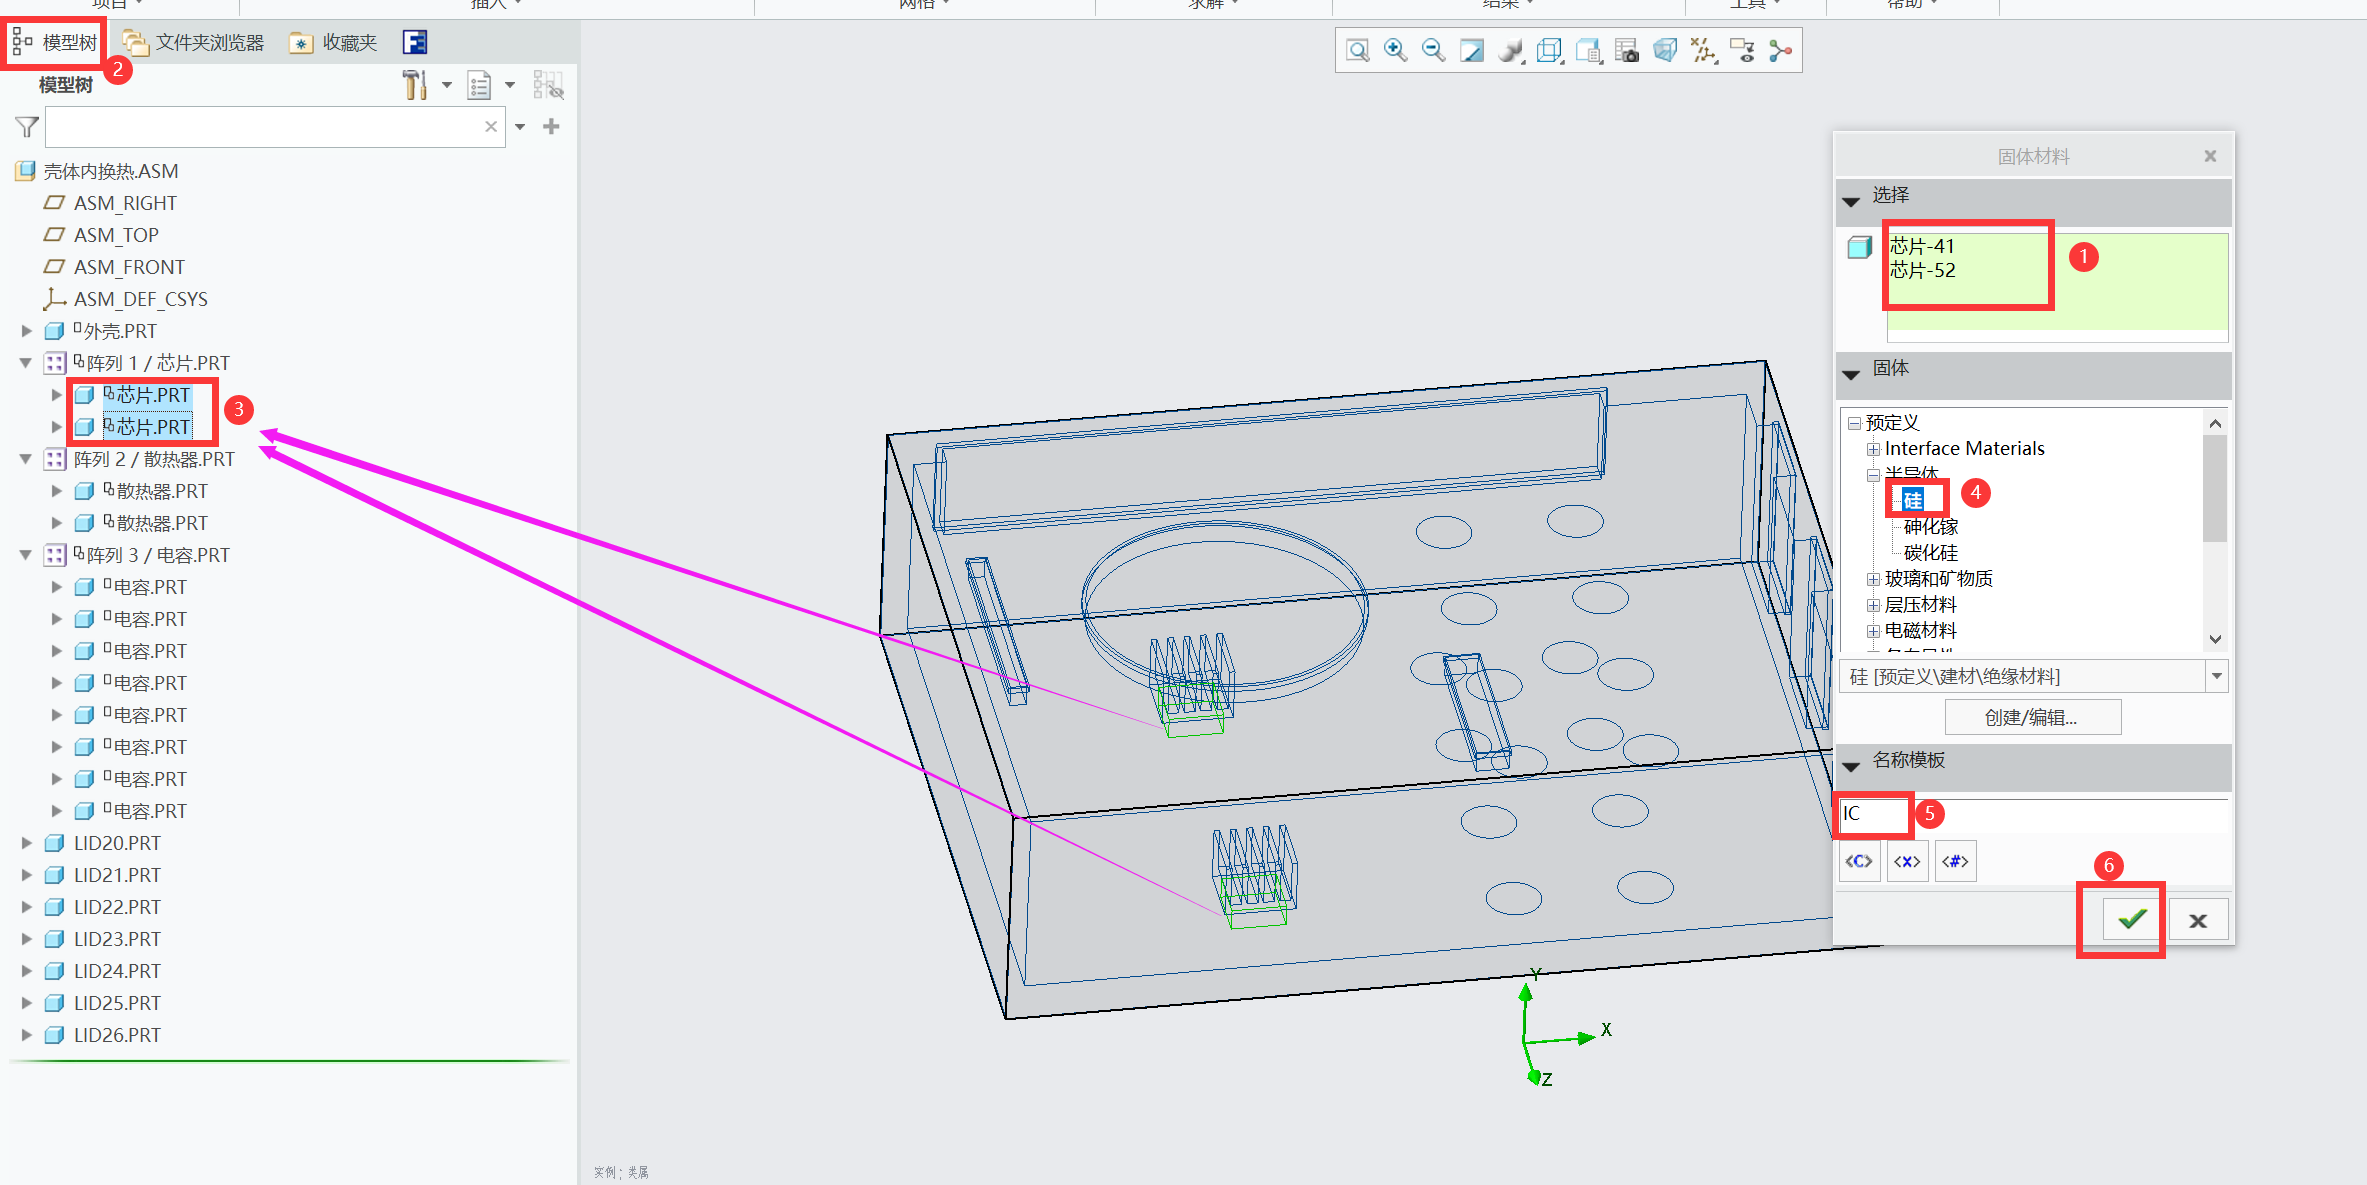 项目
插入
网格
求解
结果
工具
帮助
模型树
文件夹浏览器
收藏夹
2
模型树
壳体内换热.ASM
ASM_RIGHT
ASM_TOP
ASM_FRONT
ASM_DEF_CSYS
外壳.PRT
阵列 1 / 芯片.PRT
芯片.PRT
芯片.PRT
3
阵列 2 / 散热器.PRT
散热器.PRT
散热器.PRT
阵列 3 / 电容.PRT
电容.PRT
电容.PRT
电容.PRT
电容.PRT
电容.PRT
电容.PRT
电容.PRT
电容.PRT
LID20.PRT
LID21.PRT
LID22.PRT
LID23.PRT
LID24.PRT
LID25.PRT
LID26.PRT
Y
X
Z
实例：类属
固体材料
选择
芯片-41
芯片-52
1
固体
预定义
Interface Materials
半导体
硅
4
砷化镓
碳化硅
玻璃和矿物质
层压材料
电磁材料
硅 [预定义\建材\绝缘材料]
创建/编辑...
名称模板
IC
5
<C>
<X>
<#>
6